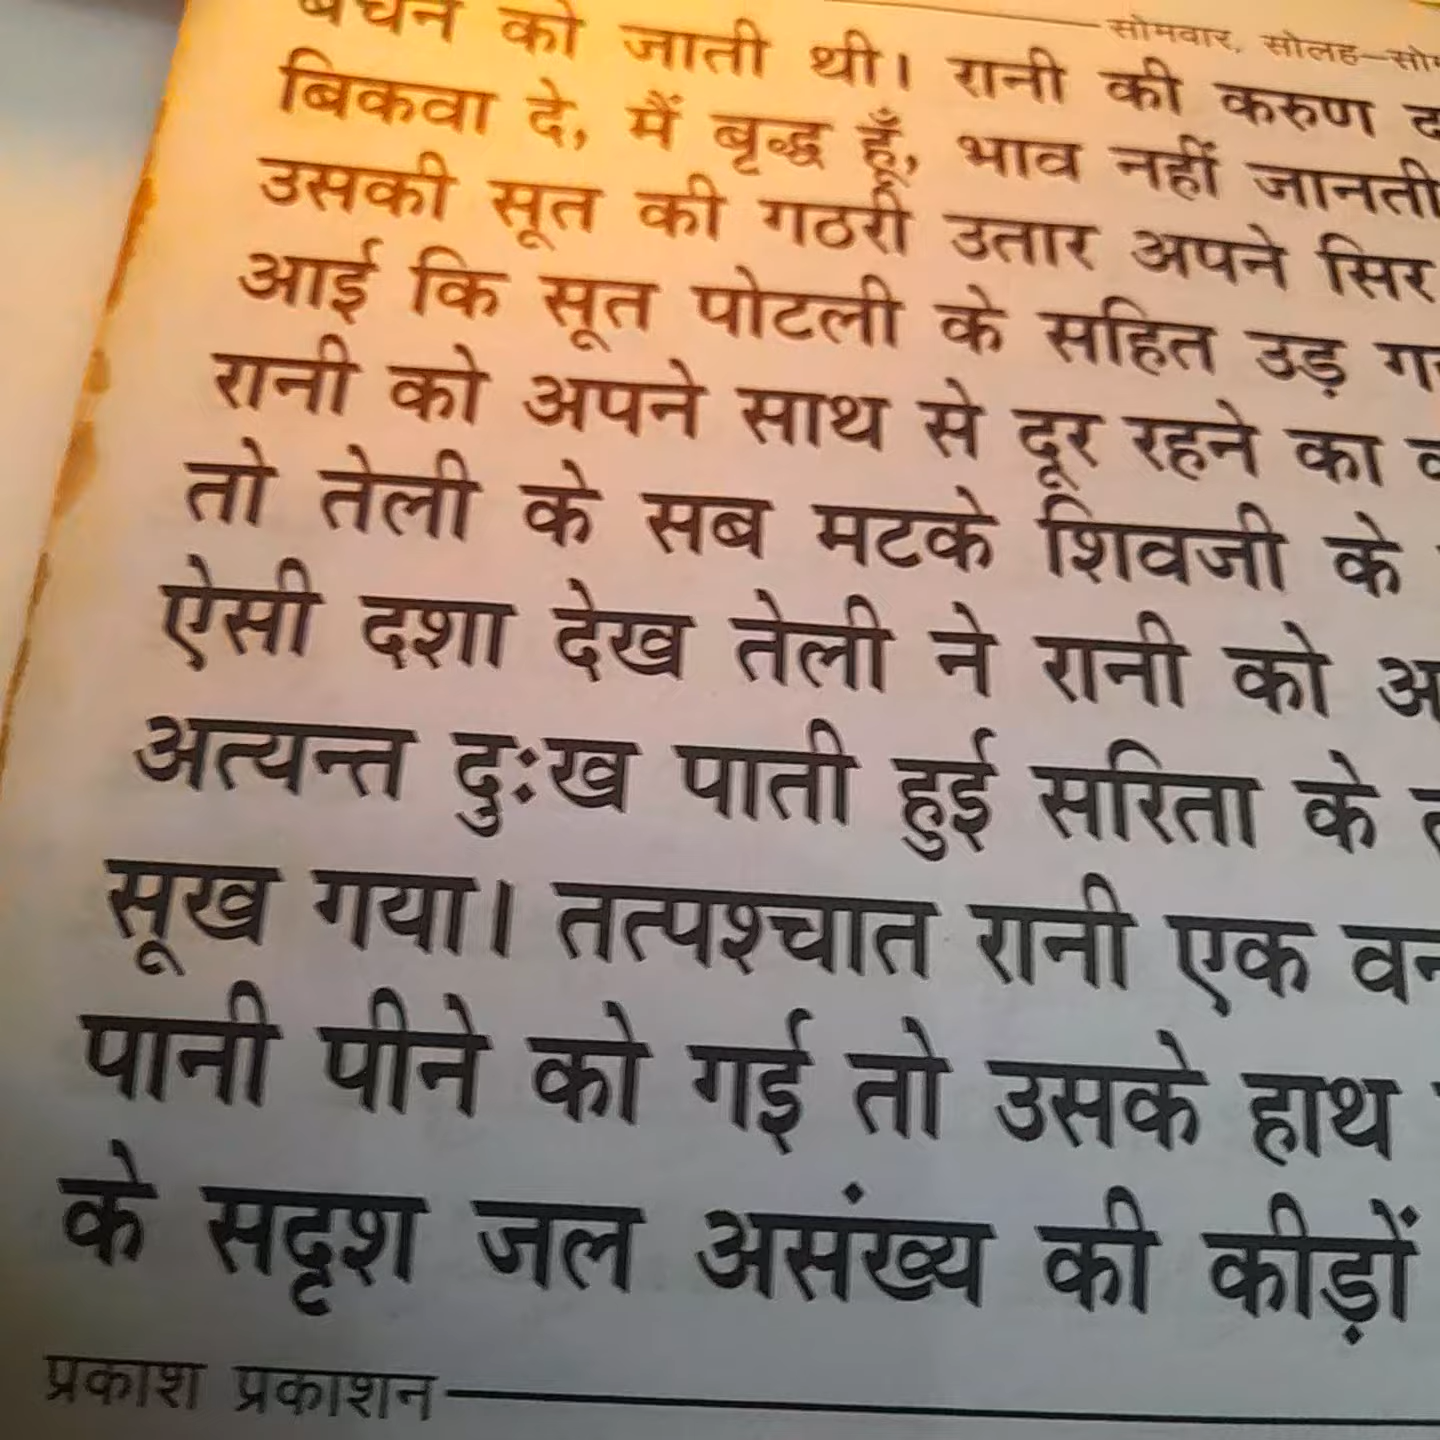 सोमवार, सोलह–
बेचने को जाती थी। रानी की करुण
बिकवा दे, मैं बृद्ध हूँ, भाव नहीं जानती
उसकी सूत की गठरी उतार अपने सिर
आई कि सूत पोटली के सहित उड़
रानी को अपने साथ से दूर रहने का
तो तेली के सब मटके शिवजी के
ऐसी दशा देख तेली ने रानी को
अत्यन्त दुःख पाती हुई सरिता के
सूख गया। तत्पश्चात रानी एक
पानी पीने को गई तो उसके हाथ
के सदृश जल असंख्य की कीड़ों
प्रकाश प्रकाशन